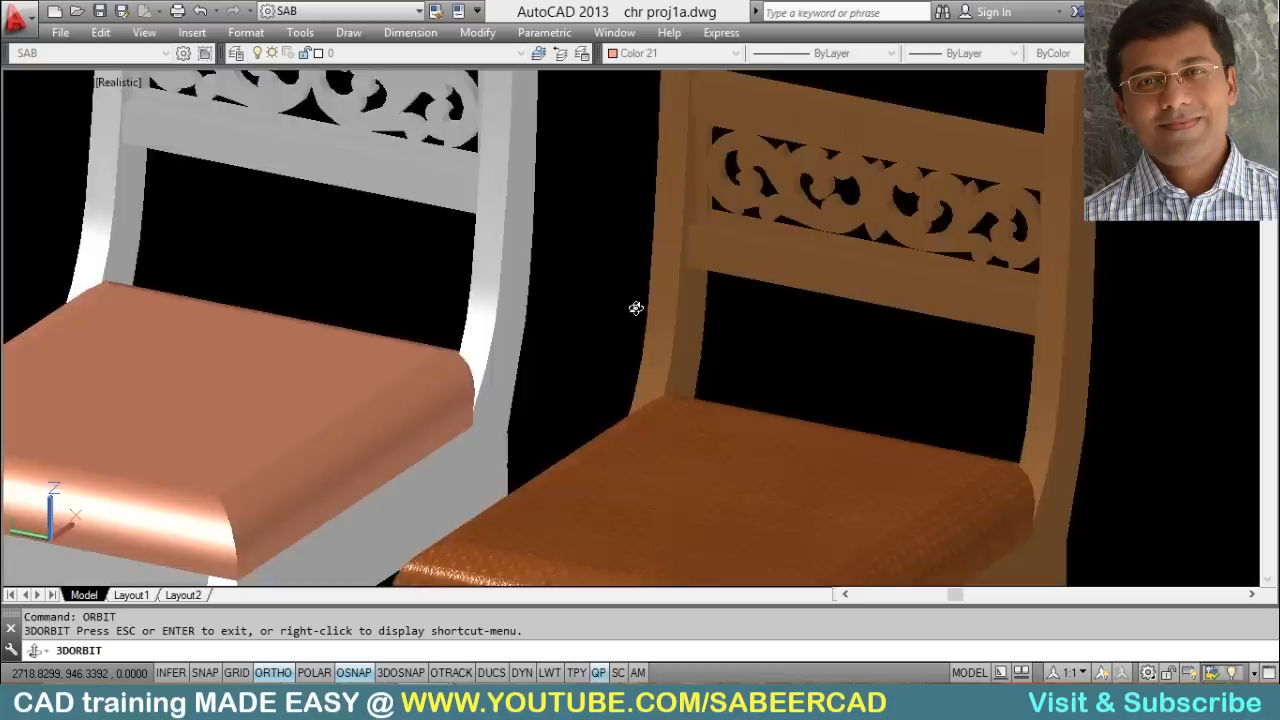 SAB
AutoCAD 2013 chr proj1a.dwg
Type a keyword or phrase
Sign In
File Edit View Insert Format Tools Draw Dimension Modify Parametric Window Help Express
SAB
0
Color 21
ByLayer
ByLayer
ByColor
[Realistic]
Z
X
Model Layout1 Layout2
Command: ORBIT
3DORBIT Press ESC or ENTER to exit, or right-click to display shortcut-menu.
3DORBIT
2718.8299, 946.3392, 0.0000 INFER SNAP GRID ORTHO POLAR OSNAP 3DOSNAP OTRACK DUCS DYN LWT TPY QP SC AM MODEL 1:1
CAD training MADE EASY @ WWW.YOUTUBE.COM/SABEERCAD Visit & Subscribe